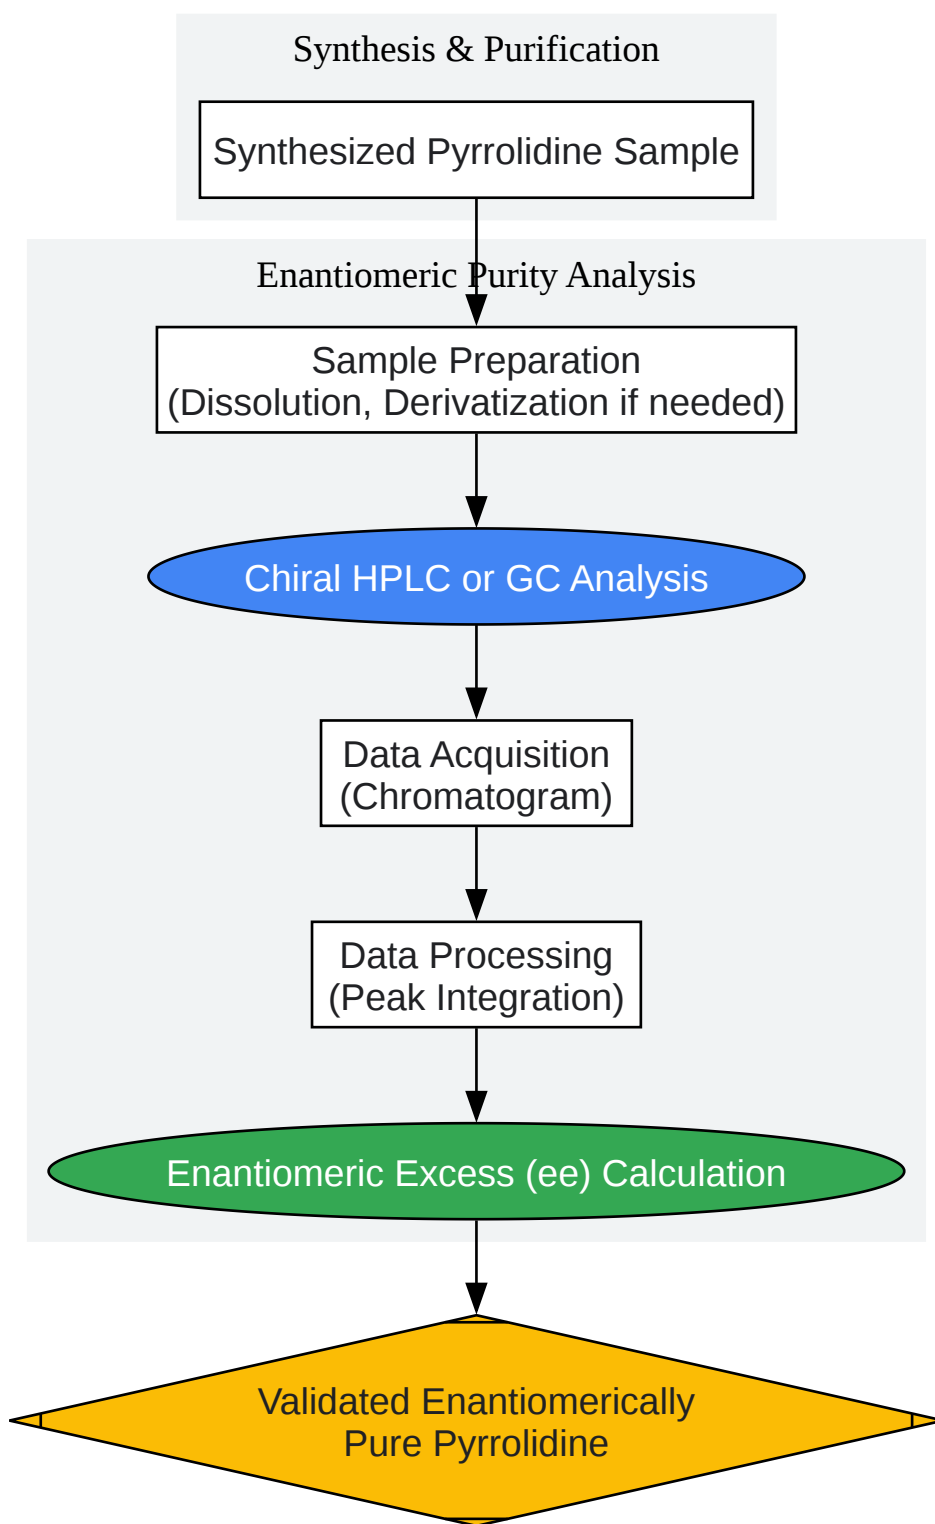 Synthesis & Purification
Synthesized Pyrrolidine Sample
Enantiomeric Purity Analysis
Sample Preparation
(Dissolution, Derivatization if needed)
Chiral HPLC or GC Analysis
Data Acquisition
(Chromatogram)
Data Processing
(Peak Integration)
Enantiomeric Excess (ee) Calculation
Validated Enantiomerically
Pure Pyrrolidine